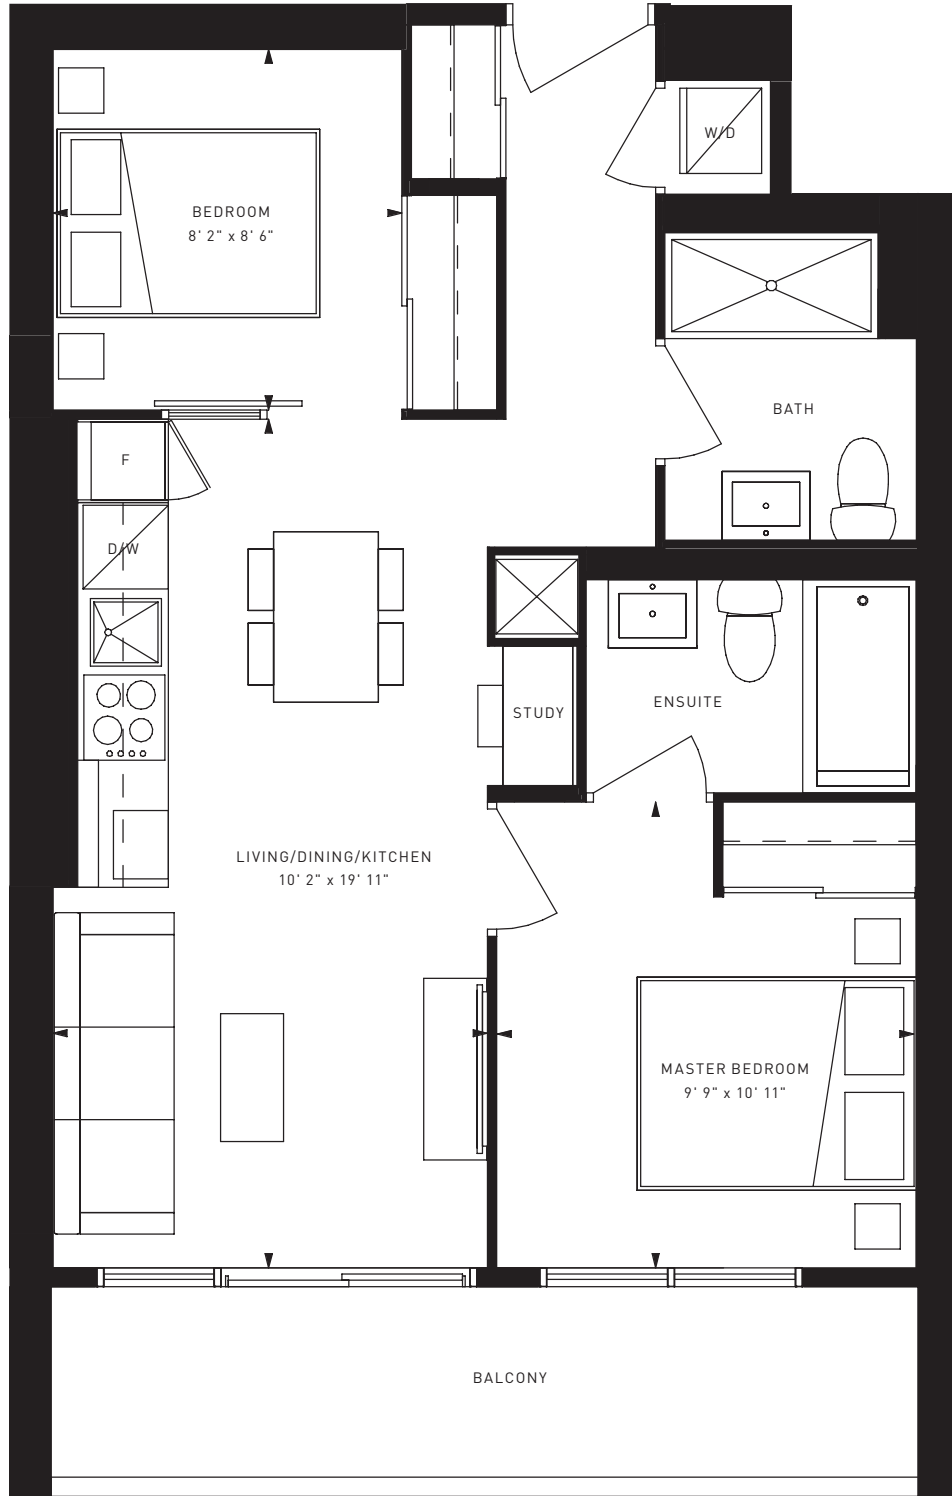 W/D
BEDROOM
8' 2" x 8' 6"
BATH
F
D/W
ENSUITE
STUDY
LIVING/DINING/KITCHEN
10' 2" x 19' 11"
MASTER BEDROOM
9' 9" x 10' 11"
BALCONY